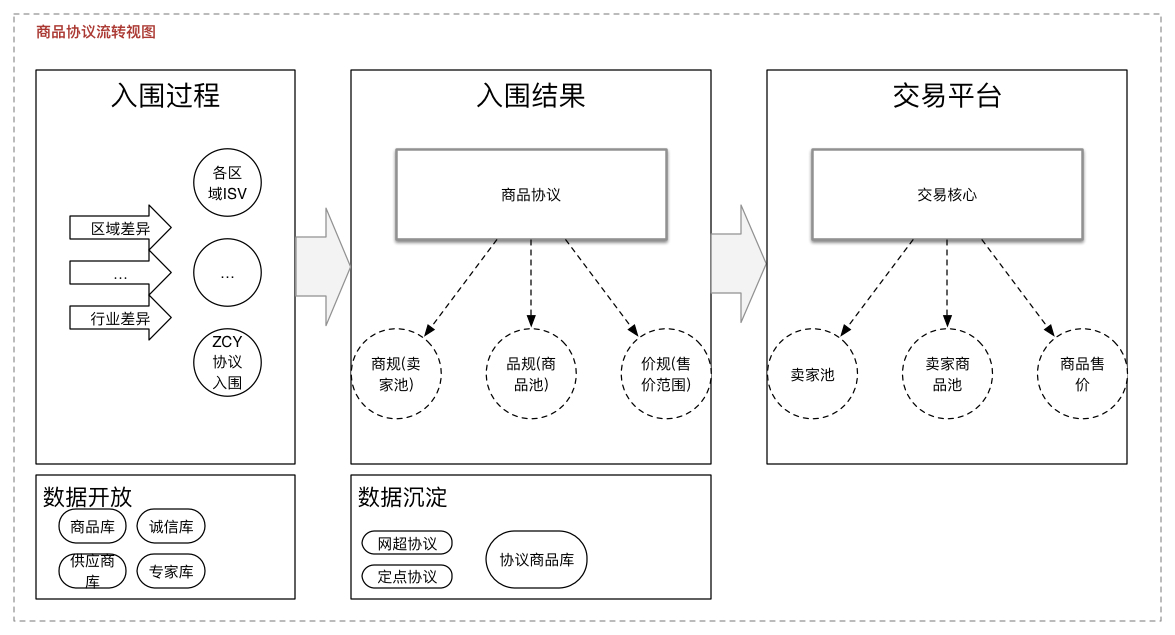 商品协议流转视图
入围过程
各区
域ISV
区域差异
...
...
行业差异
ZCY
协议
入围
入围结果
商品协议
商规(卖
家池)
品规(商
品池)
价规(售
价范围)
交易平台
交易核心
卖家池
卖家商
品池
商品售
价
数据开放
商品库
诚信库
供应商
库
专家库
数据沉淀
网超协议
定点协议
协议商品库